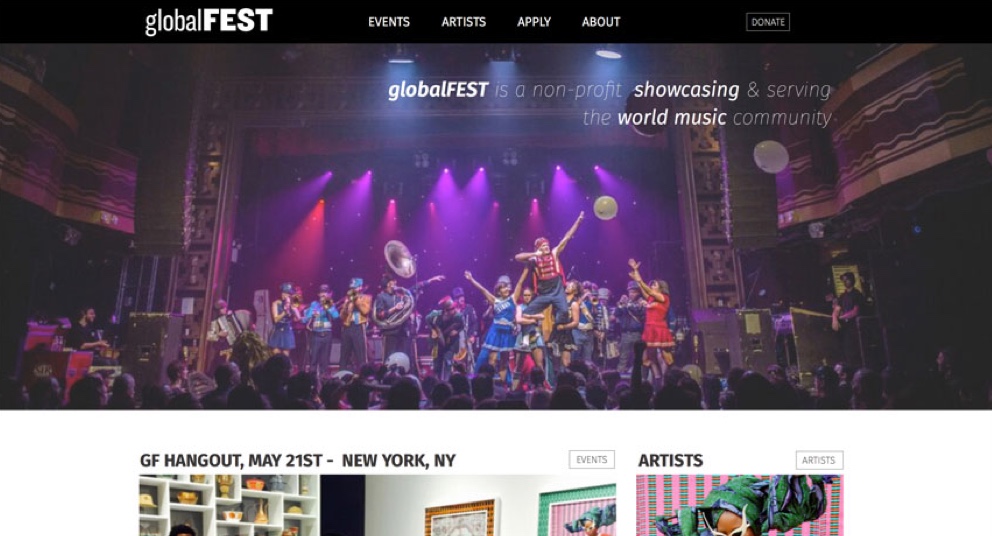 globalFEST
EVENTS ARTISTS APPLY ABOUT
DONATE
globalFEST is a non-profit showcasing & serving
the world music community
GF HANGOUT, MAY 21ST - NEW YORK, NY
EVENTS
ARTISTS
ARTISTS